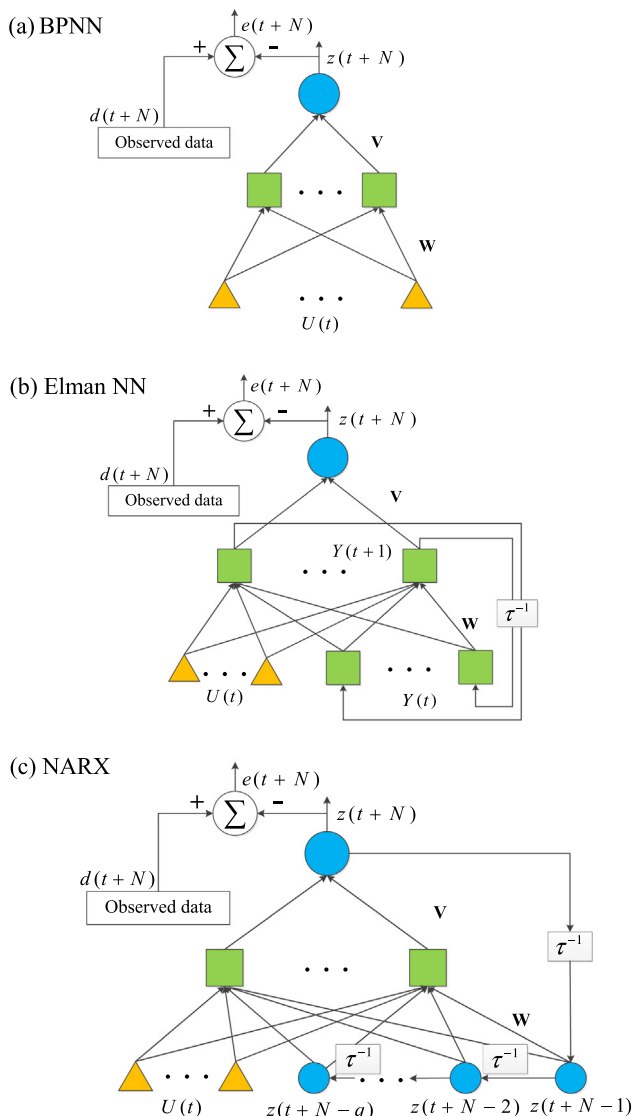 (a) BPNN
e(t + N)
+ Σ -
z(t + N)
d(t + N)
Observed data
V
. . .
W
. . .
U(t)
(b) Elman NN
e(t + N)
+ Σ -
z(t + N)
d(t + N)
Observed data
V
Y(t + 1)
. . .
τ⁻¹
W
. . .
. . .
U(t)
Y(t)
(c) NARX
e(t + N)
+ Σ -
z(t + N)
d(t + N)
Observed data
V
τ⁻¹
. . .
W
τ⁻¹ τ⁻¹
. . . . . .
U(t) z(t + N − q) z(t + N − 2) z(t + N − 1)